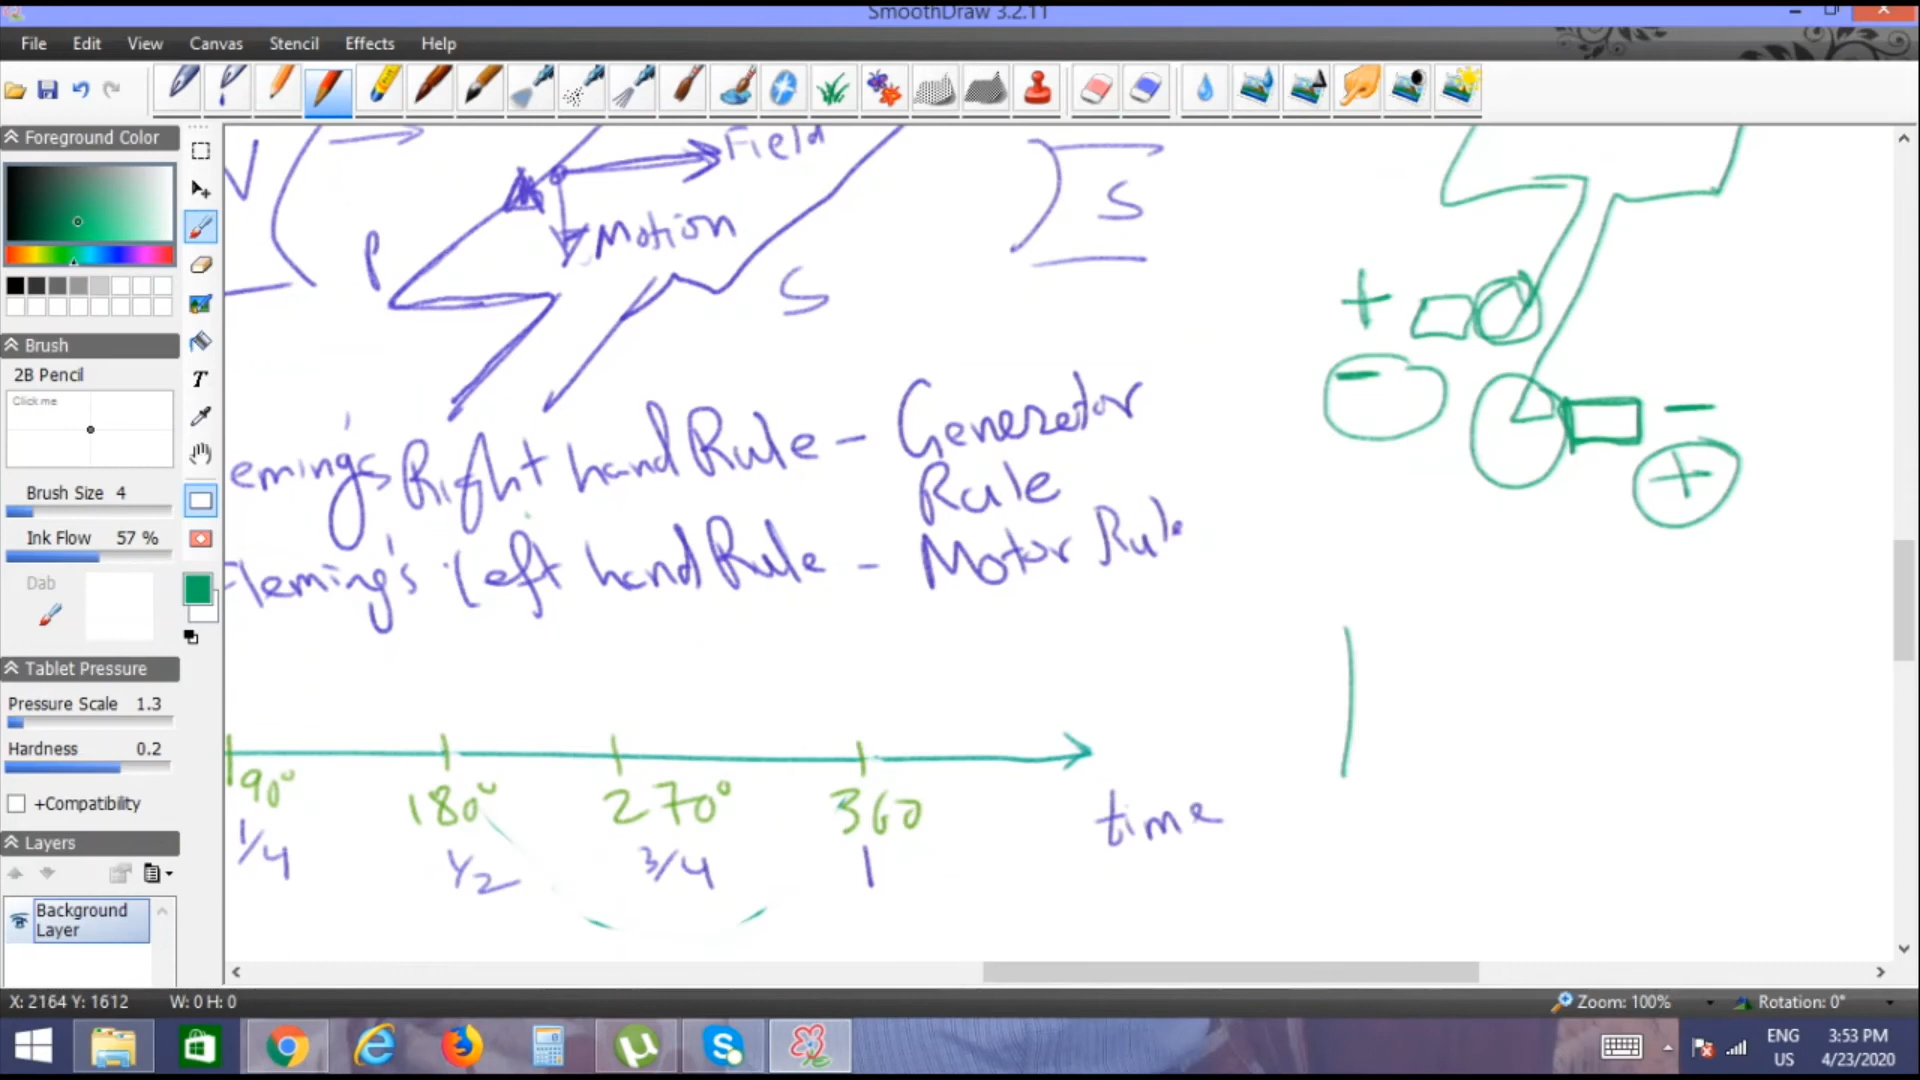 SmoothDraw 3.2.11
File Edit View Canvas Stencil Effects Help
Foreground Color
Brush
2B Pencil
Click me
Brush Size 4
Ink Flow 57 %
Dab
Tablet Pressure
Pressure Scale 1.3
Hardness 0.2
+Compatibility
Layers
Background
Layer
V
Field
Motion
P
S
S
+
-
-
+
eming's Right hand Rule - Generetor
Rule
Fleming's Left hand Rule - Motor Rule
90° 180° 270° 360
1/4 1/2 3/4 1
time
X: 2164 Y: 1612 W: 0 H: 0 Zoom: 100% Rotation: 0°
ENG
US
3:53 PM
4/23/2020